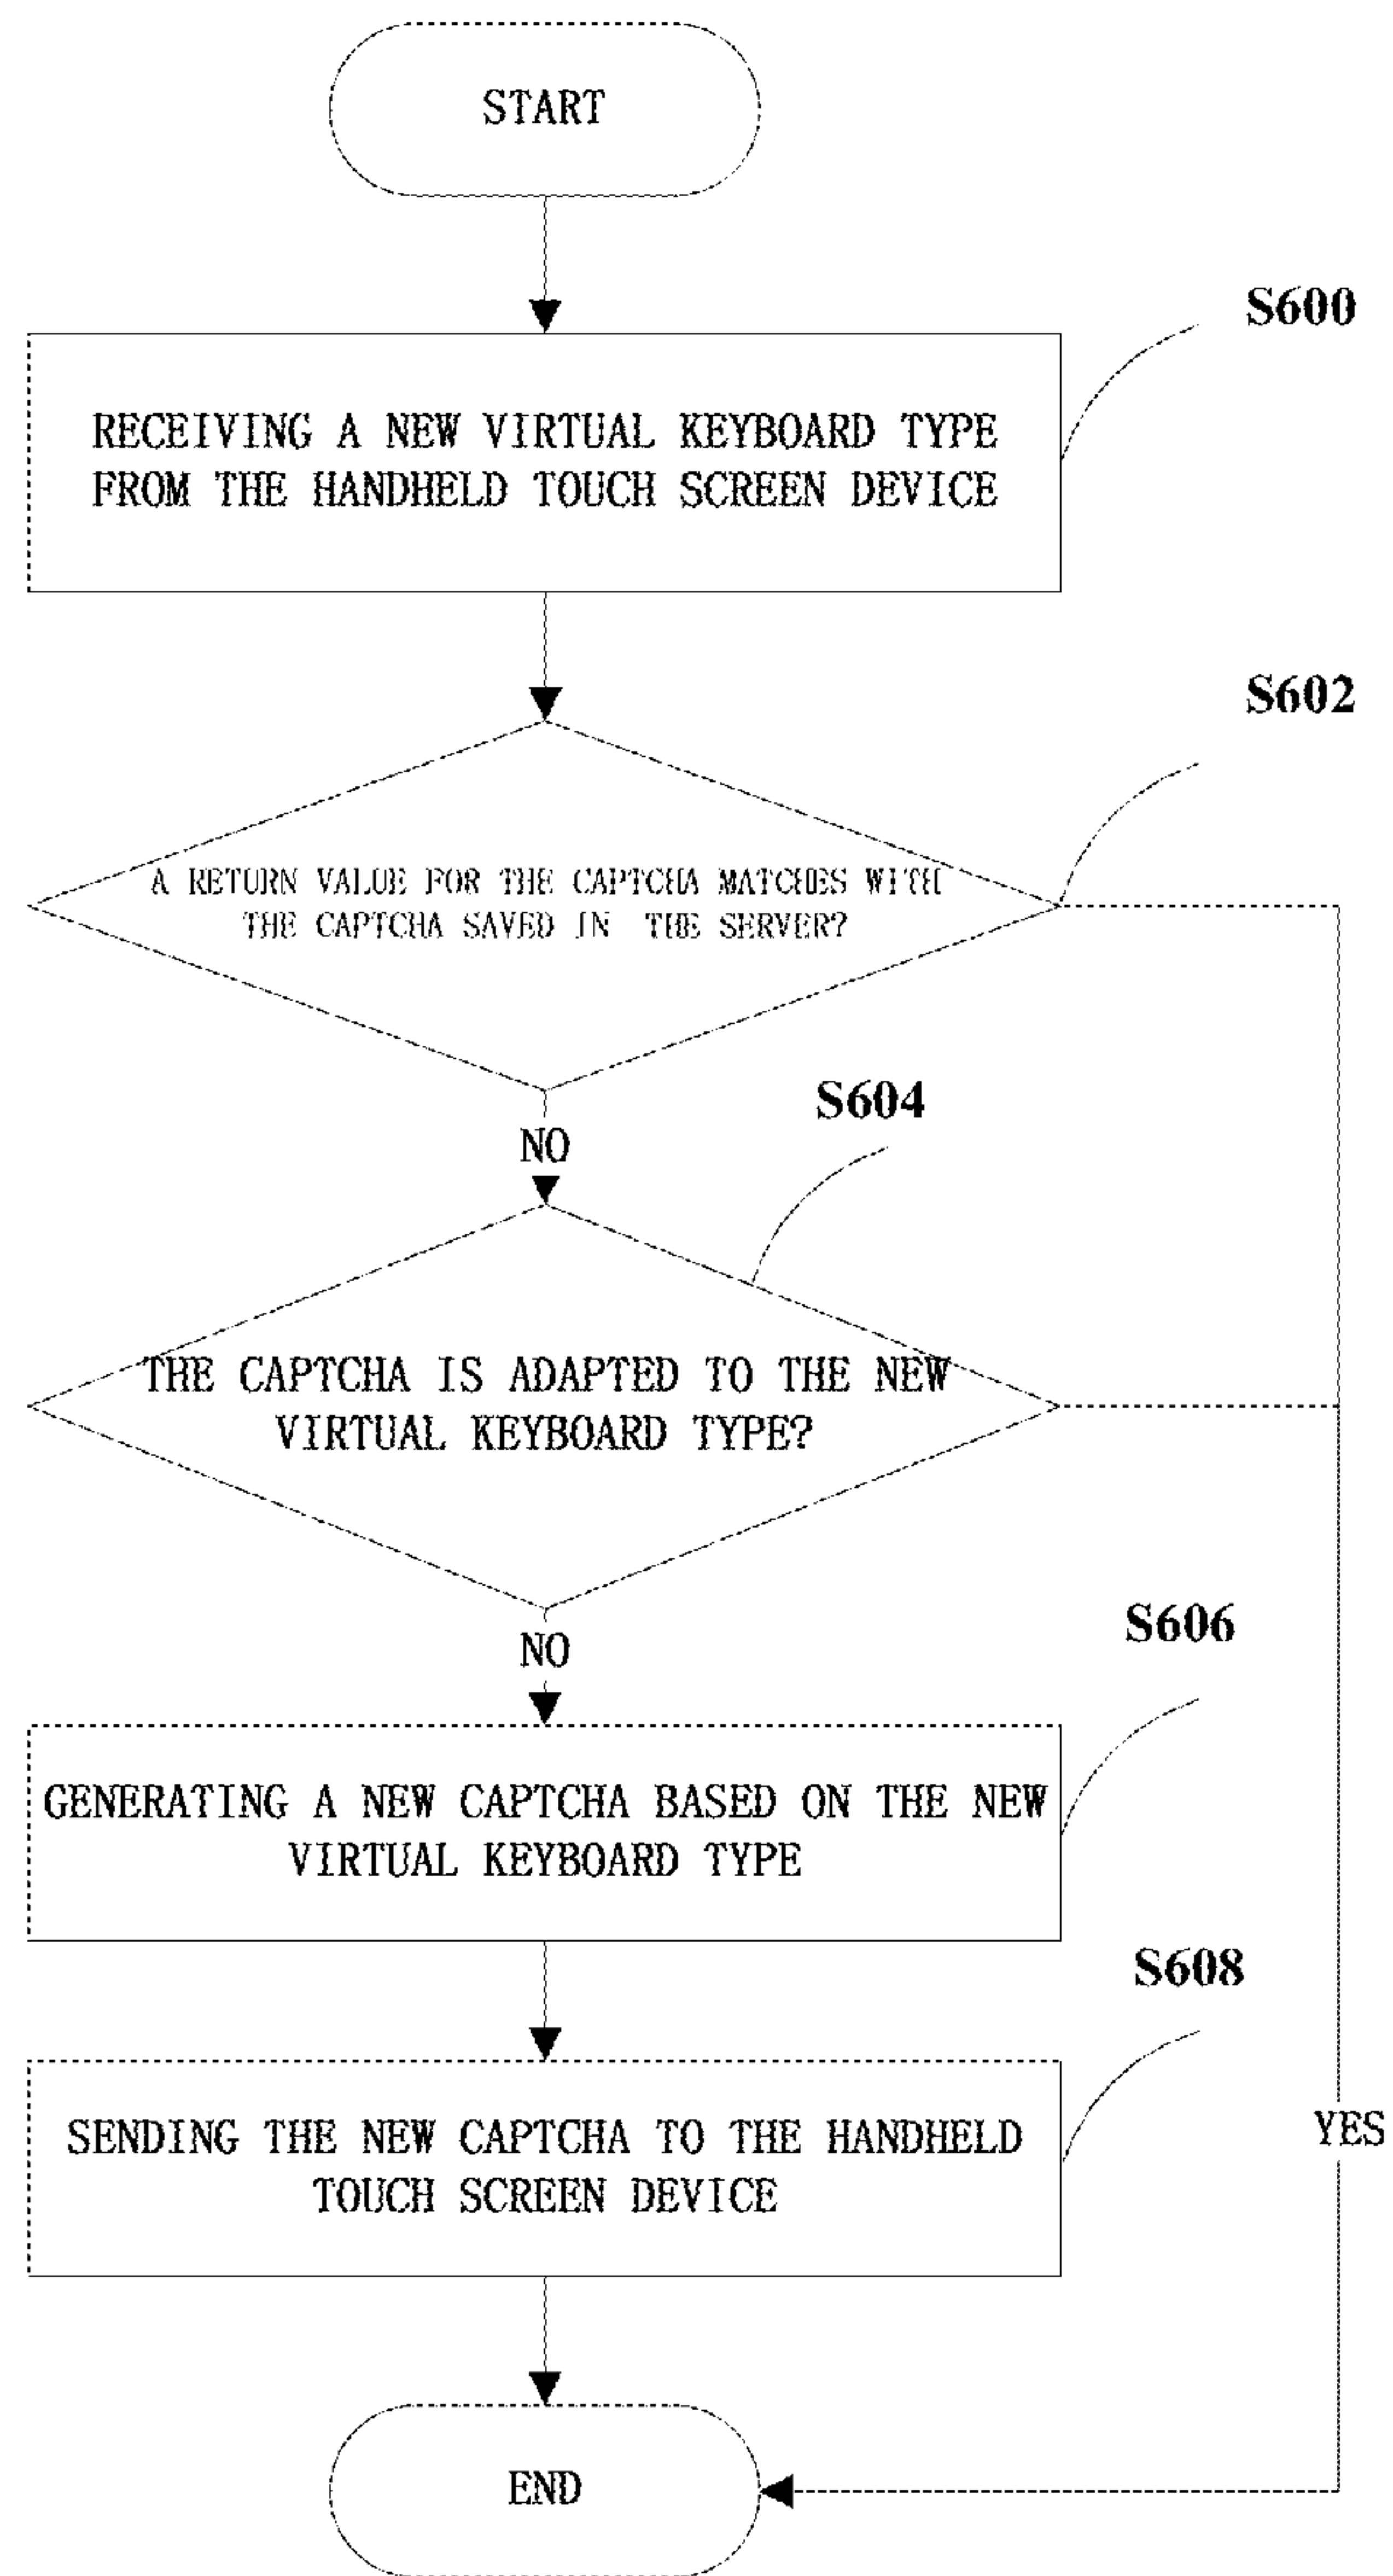 START
S600
RECEIVING A NEW VIRTUAL KEYBOARD TYPE
FROM THE HANDHELD TOUCH SCREEN DEVICE
S602
A RETURN VALUE FOR THE CAPTCHA MATCHES WITH
THE CAPTCHA SAVED IN THE SERVER?
NO
S604
THE CAPTCHA IS ADAPTED TO THE NEW
VIRTUAL KEYBOARD TYPE?
NO
S606
GENERATING A NEW CAPTCHA BASED ON THE NEW
VIRTUAL KEYBOARD TYPE
S608
SENDING THE NEW CAPTCHA TO THE HANDHELD
TOUCH SCREEN DEVICE
YES
END